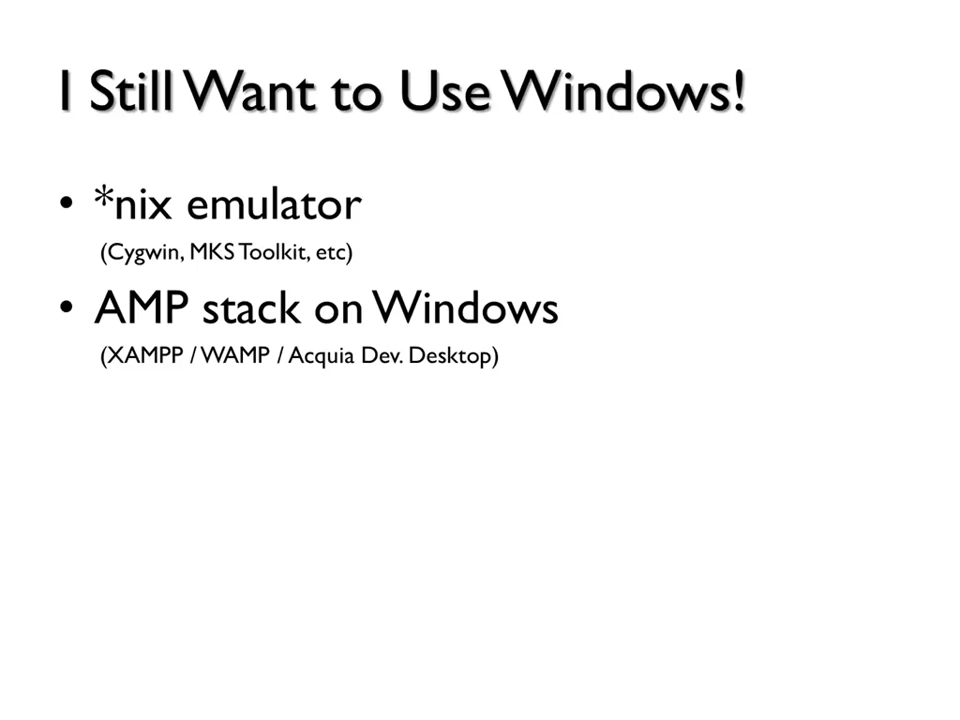 I Still Want to Use Windows!
• *nix emulator
(Cygwin, MKS Toolkit, etc)
• AMP stack on Windows
(XAMPP / WAMP / Acquia Dev. Desktop)